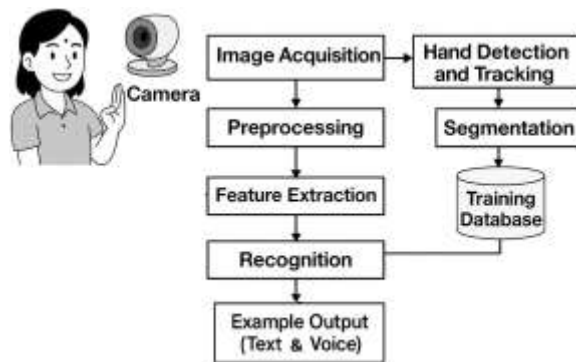 Camera
Image Acquisition
Hand Detection
and Tracking
Preprocessing
Segmentation
Feature Extraction
Training
Database
Recognition
Example Output
(Text & Voice)